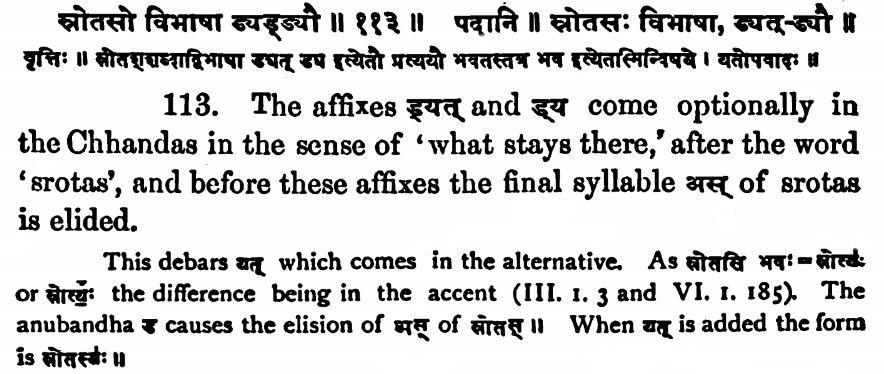 स्रोतसो विभाषा ड्यड्ड्यौ ॥ ११३ ॥ पदानि ॥ स्रोतसः विभाषा, ड्यत्-ड्यौ ॥
वृत्तिः ॥ स्रोतश्शब्दाद्विभाषा ड्यत् ड्य इत्येतौ प्रत्ययौ भवतस्तत्र भव इत्येतस्मिन्विषये । यतोपवादः ॥
113. The affixes ड्यत् and ड्य come optionally in
the Chhandas in the sense of ‘what stays there,’ after the word
‘srotas’, and before these affixes the final syllable अस् of srotas
is elided.
This debars यत् which comes in the alternative. As स्रोतसि भवः=स्रोत्यः
or स्रोत्यः the difference being in the accent (III. 1. 3 and VI. 1. 185). The
anubandha ड causes the elision of अस् of स्रोतस् ॥ When यत् is added the form
is स्रोतस्यः ॥